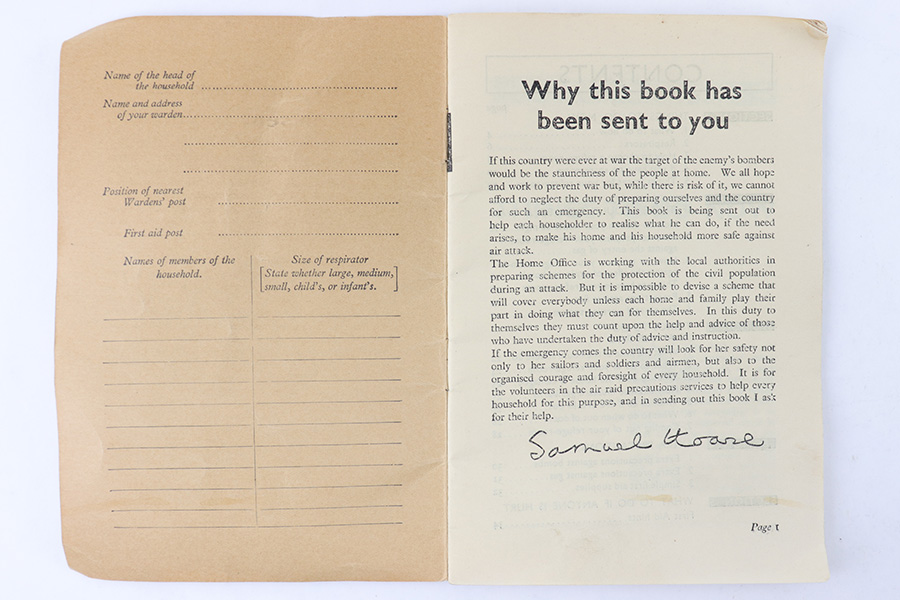 Name of the head of
the household
Name and address
of your warden
Position of nearest
Wardens' post
First aid post
Names of members of the
household.
Size of respirator
[State whether large, medium,
small, child's, or infant's.]
Why this book has
been sent to you
If this country were ever at war the target of the enemy's bombers
would be the staunchness of the people at home. We all hope
and work to prevent war but, while there is risk of it, we cannot
afford to neglect the duty of preparing ourselves and the country
for such an emergency. This book is being sent out to
help each householder to realise what he can do, if the need
arises, to make his home and his household more safe against
air attack.
The Home Office is working with the local authorities in
preparing schemes for the protection of the civil population
during an attack. But it is impossible to devise a scheme that
will cover everybody unless each home and family play their
part in doing what they can for themselves. In this duty to
themselves they must count upon the help and advice of those
who have undertaken the duty of advice and instruction.
If the emergency comes the country will look for her safety not
only to her sailors and soldiers and airmen, but also to the
organised courage and foresight of every household. It is for
the volunteers in the air raid precautions services to help every
household for this purpose, and in sending out this book I ask
for their help.
Samuel Hoare
Page 1